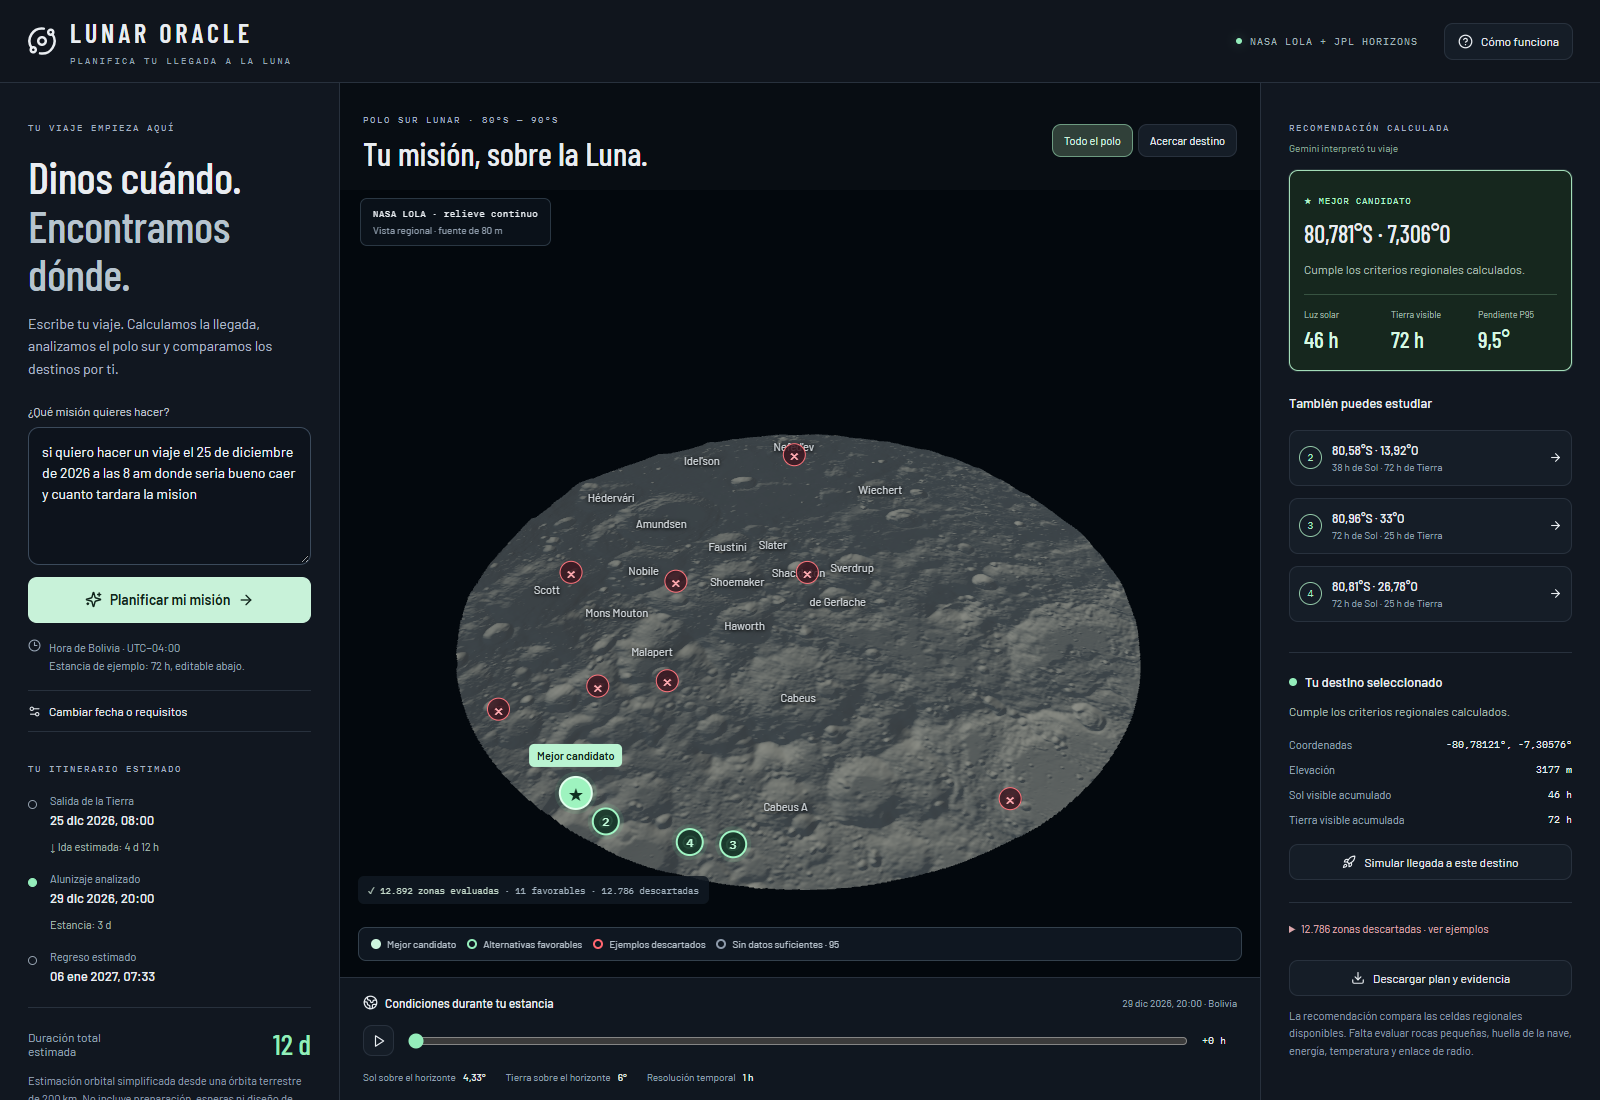 LUNAR ORACLE
PLANIFICA TU LLEGADA A LA LUNA
NASA LOLA + JPL HORIZONS
Cómo funciona
TU VIAJE EMPIEZA AQUÍ
Dinos cuándo.
Encontramos
dónde.
Escribe tu viaje. Calculamos la llegada,
analizamos el polo sur y comparamos los
destinos por ti.
¿Qué misión quieres hacer?
si quiero hacer un viaje el 25 de diciembre
de 2026 a las 8 am donde seria bueno caer
y cuanto tardara la mision
Planificar mi misión →
Hora de Bolivia · UTC−04:00
Estancia de ejemplo: 72 h, editable abajo.
Cambiar fecha o requisitos
TU ITINERARIO ESTIMADO
Salida de la Tierra
25 dic 2026, 08:00
↓ Ida estimada: 4 d 12 h
Alunizaje analizado
29 dic 2026, 20:00
Estancia: 3 d
Regreso estimado
06 ene 2027, 07:33
Duración total
estimada
12 d
Estimación orbital simplificada desde una órbita terrestre
de 200 km. No incluye preparación, esperas ni diseño de
POLO SUR LUNAR · 80°S — 90°S
Tu misión, sobre la Luna.
Todo el polo
Acercar destino
NASA LOLA · relieve continuo
Vista regional · fuente de 80 m
Idel'son
Wiechert
Hédervári
Amundsen
Faustini
Slater
Nobile
Shoemaker
Sverdrup
Scott
de Gerlache
Mons Mouton
Haworth
Malapert
Cabeus
Mejor candidato
★
2
4
3
Cabeus A
✓ 12.892 zonas evaluadas · 11 favorables · 12.786 descartadas
Mejor candidato
Alternativas favorables
Ejemplos descartados
Sin datos suficientes · 95
Condiciones durante tu estancia
29 dic 2026, 20:00 · Bolivia
+0 h
Sol sobre el horizonte 4,33°
Tierra sobre el horizonte 6°
Resolución temporal 1 h
RECOMENDACIÓN CALCULADA
Gemini interpretó tu viaje
★ MEJOR CANDIDATO
80,781°S · 7,306°O
Cumple los criterios regionales calculados.
Luz solar
46 h
Tierra visible
72 h
Pendiente P95
9,5°
También puedes estudiar
2
80,58°S · 13,92°O
38 h de Sol · 72 h de Tierra
→
3
80,96°S · 33°O
72 h de Sol · 25 h de Tierra
→
4
80,81°S · 26,78°O
72 h de Sol · 25 h de Tierra
→
Tu destino seleccionado
Cumple los criterios regionales calculados.
Coordenadas -80,78121°, -7,30576°
Elevación 3177 m
Sol visible acumulado 46 h
Tierra visible acumulada 72 h
Simular llegada a este destino
▶ 12.786 zonas descartadas · ver ejemplos
Descargar plan y evidencia
La recomendación compara las celdas regionales
disponibles. Falta evaluar rocas pequeñas, huella de la nave,
energía, temperatura y enlace de radio.